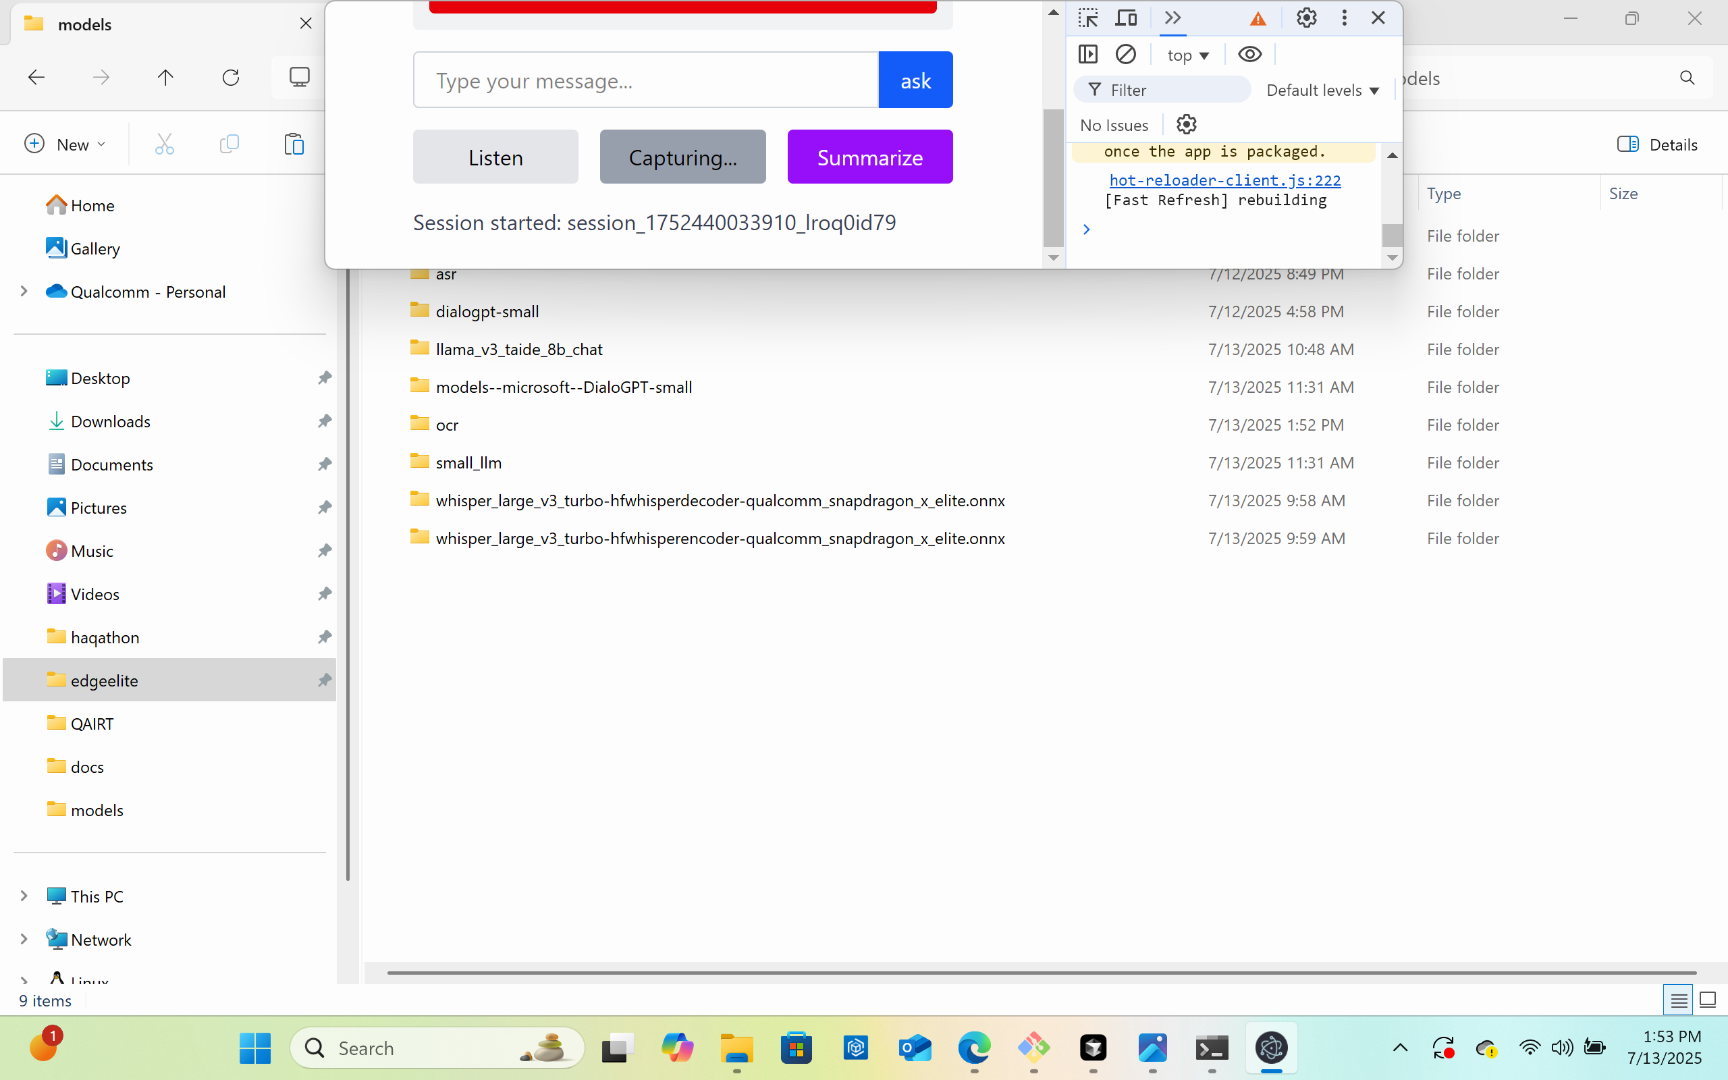 models
Type your message...
ask
Listen
Capturing...
Summarize
Session started: session_1752440033910_lroq0id79
top
Filter
Default levels
No Issues
once the app is packaged.
hot-reloader-client.js:222
[Fast Refresh] rebuilding
dels
New
Details
Type
Size
Home
Gallery
Qualcomm - Personal
Desktop
Downloads
Documents
Pictures
Music
Videos
haqathon
edgeelite
QAIRT
docs
models
This PC
Network
Linux
File folder
asr 7/12/2025 8:49 PM File folder
dialogpt-small 7/12/2025 4:58 PM File folder
llama_v3_taide_8b_chat 7/13/2025 10:48 AM File folder
models--microsoft--DialoGPT-small 7/13/2025 11:31 AM File folder
ocr 7/13/2025 1:52 PM File folder
small_llm 7/13/2025 11:31 AM File folder
whisper_large_v3_turbo-hfwhisperdecoder-qualcomm_snapdragon_x_elite.onnx 7/13/2025 9:58 AM File folder
whisper_large_v3_turbo-hfwhisperencoder-qualcomm_snapdragon_x_elite.onnx 7/13/2025 9:59 AM File folder
9 items
1
Search
1:53 PM
7/13/2025